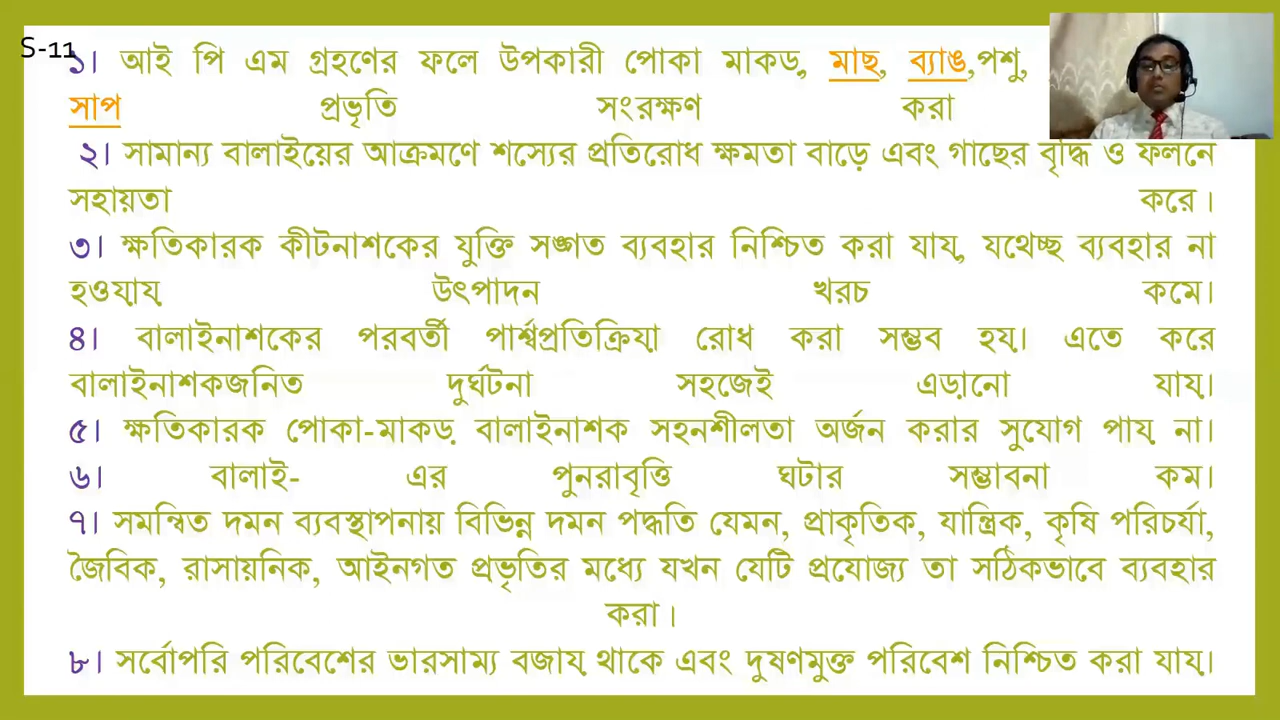 S-11
১। আই পি এম গ্রহণের ফলে উপকারী পোকা মাকড়, মাছ, ব্যাঙ,পশু,
সাপ প্রভৃতি সংরক্ষণ করা
২। সামান্য বালাইয়ের আক্রমণে শস্যের প্রতিরোধ ক্ষমতা বাড়ে এবং গাছের বৃদ্ধি ও ফলনে
সহায়তা করে।
৩। ক্ষতিকারক কীটনাশকের যুক্তি সঙ্গত ব্যবহার নিশ্চিত করা যায়, যথেচ্ছ ব্যবহার না
হওয়ায় উৎপাদন খরচ কমে।
৪। বালাইনাশকের পরবর্তী পার্শ্বপ্রতিক্রিয়া রোধ করা সম্ভব হয়। এতে করে
বালাইনাশকজনিত দুর্ঘটনা সহজেই এড়ানো যায়।
৫। ক্ষতিকারক পোকা-মাকড় বালাইনাশক সহনশীলতা অর্জন করার সুযোগ পায় না।
৬। বালাই- এর পুনরাবৃত্তি ঘটার সম্ভাবনা কম।
৭। সমন্বিত দমন ব্যবস্থাপনায় বিভিন্ন দমন পদ্ধতি যেমন, প্রাকৃতিক, যান্ত্রিক, কৃষি পরিচর্যা,
জৈবিক, রাসায়নিক, আইনগত প্রভৃতির মধ্যে যখন যেটি প্রযোজ্য তা সঠিকভাবে ব্যবহার
করা।
৮। সর্বোপরি পরিবেশের ভারসাম্য বজায় থাকে এবং দুষণমুক্ত পরিবেশ নিশ্চিত করা যায়।